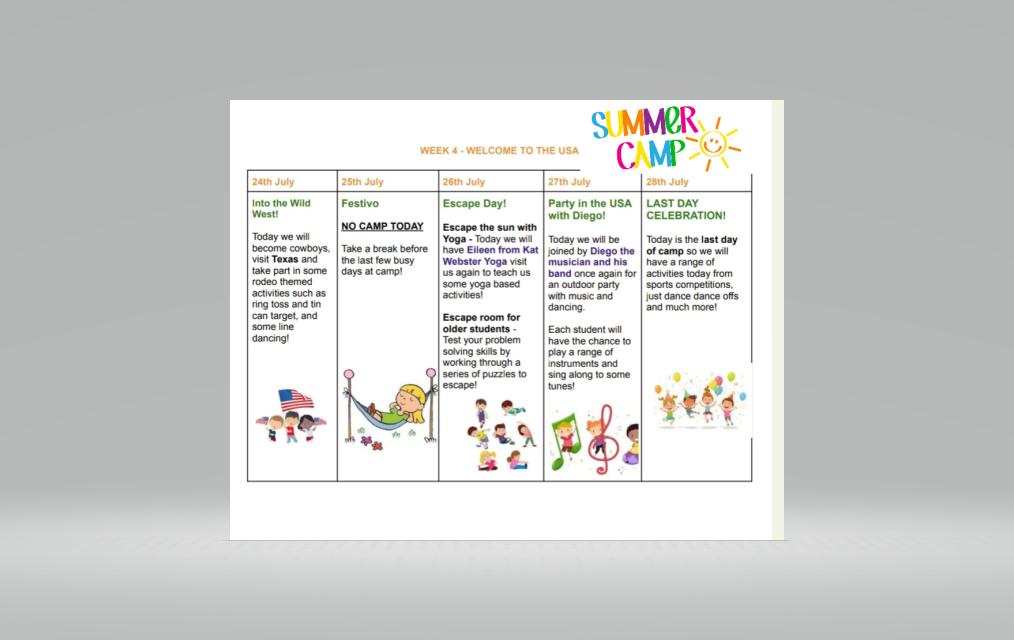 SUMMER
CAMP
WEEK 4 - WELCOME TO THE USA
24th July
25th July
26th July
27th July
28th July
Into the Wild
West!
Today we will
become cowboys,
visit Texas and
take part in some
rodeo themed
activities such as
ring toss and tin
can target, and
some line
dancing!
Festivo
NO CAMP TODAY
Take a break before
the last few busy
days at camp!
Escape Day!
Escape the sun with
Yoga - Today we will
have Eileen from Kat
Webster Yoga visit
us again to teach us
some yoga based
activities!
Escape room for
older students -
Test your problem
solving skills by
working through a
series of puzzles to
escape!
Party in the USA
with Diego!
Today we will be
joined by Diego the
musician and his
band once again for
an outdoor party
with music and
dancing.
Each student will
have the chance to
play a range of
instruments and
sing along to some
tunes!
LAST DAY
CELEBRATION!
Today is the last day
of camp so we will
have a range of
activities today from
sports competitions,
just dance dance offs
and much more!